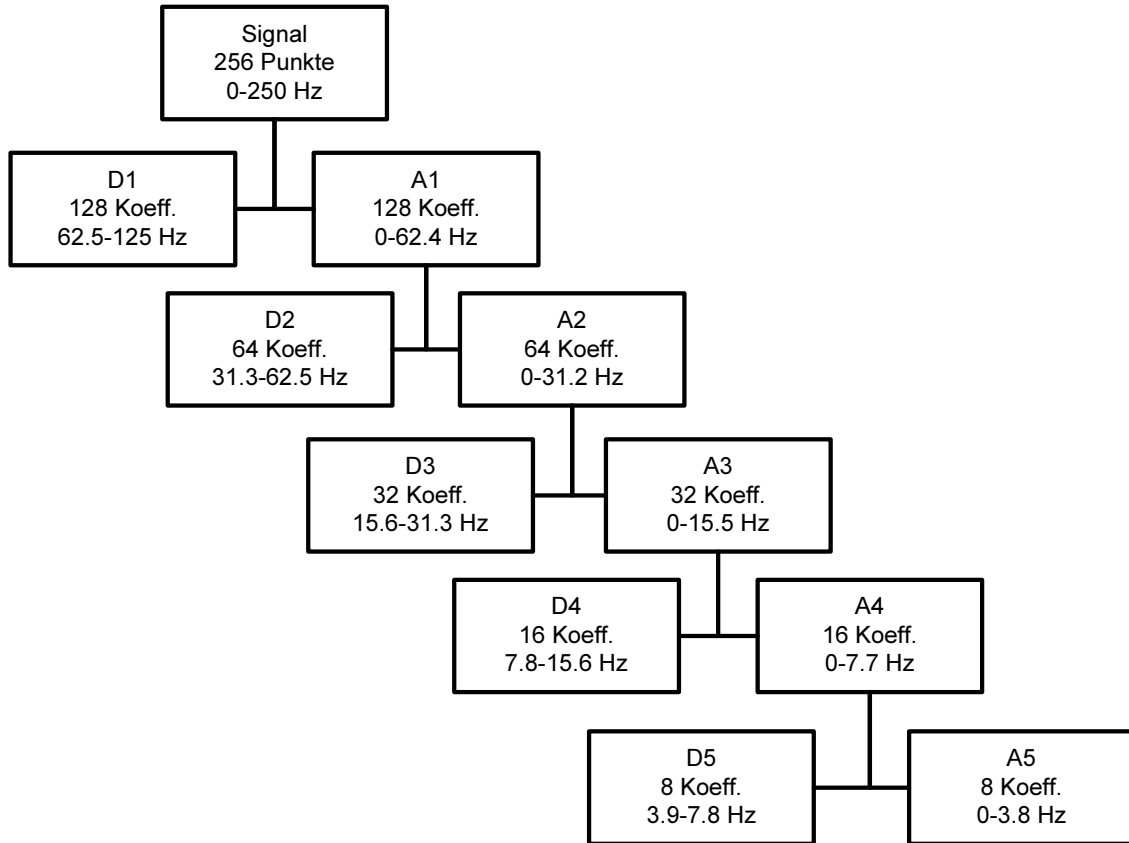 Signal
256 Punkte
0-250 Hz
D1
128 Koeff.
62.5-125 Hz
A1
128 Koeff.
0-62.4 Hz
D2
64 Koeff.
31.3-62.5 Hz
A2
64 Koeff.
0-31.2 Hz
D3
32 Koeff.
15.6-31.3 Hz
A3
32 Koeff.
0-15.5 Hz
D4
16 Koeff.
7.8-15.6 Hz
A4
16 Koeff.
0-7.7 Hz
D5
8 Koeff.
3.9-7.8 Hz
A5
8 Koeff.
0-3.8 Hz